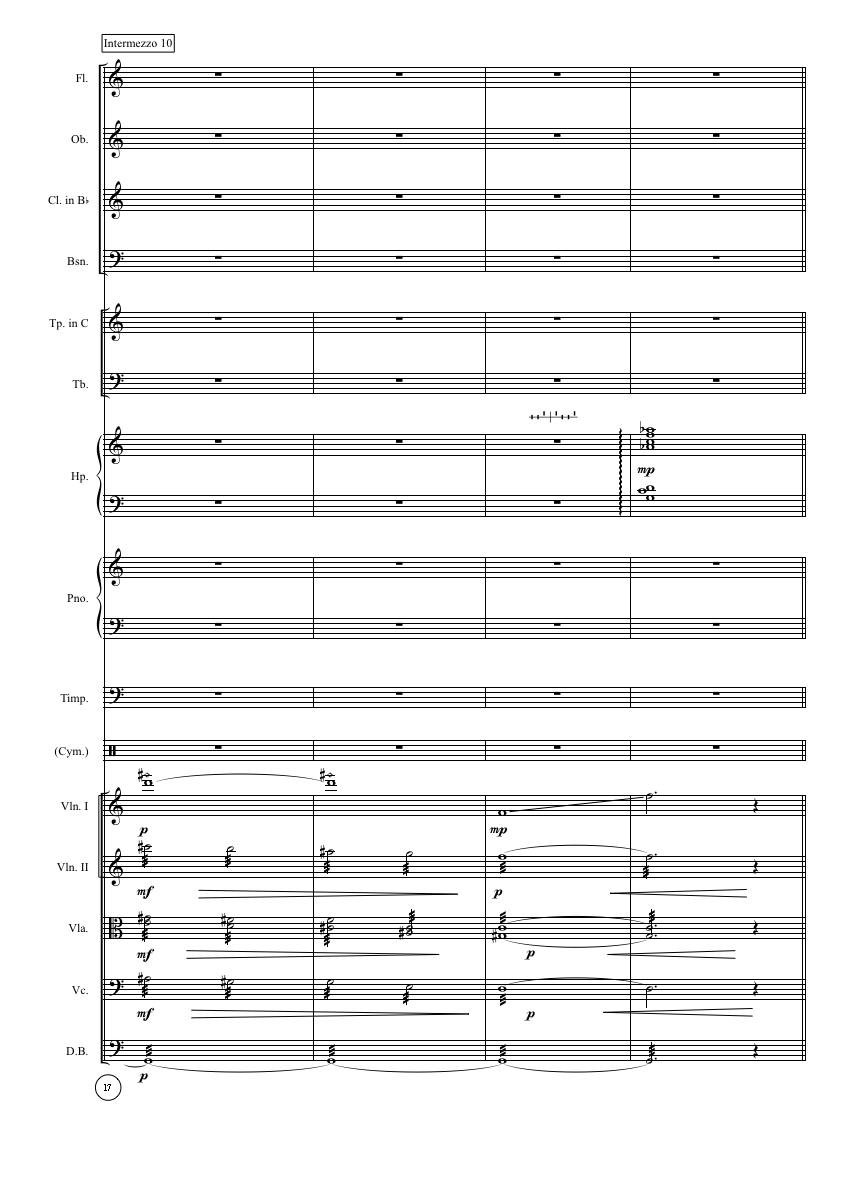 Intermezzo 10
Fl.
Ob.
Cl. in B♭
Bsn.
Tp. in C
Tb.
Hp.
mp
Pno.
Timp.
(Cym.)
Vln. I
p mp
Vln. II
mf p
Vla.
mf p
Vc.
mf p
D.B.
p
17